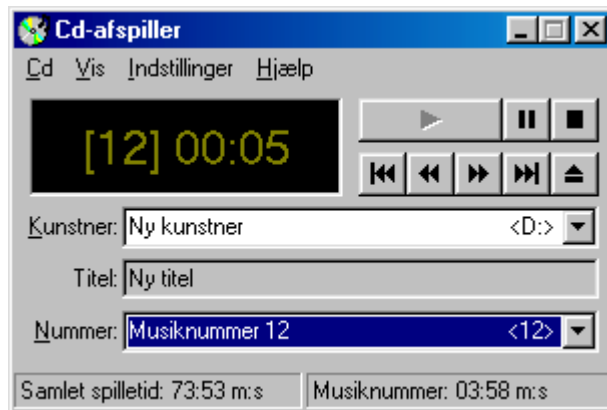 Cd-afspiller
Cd Vis Indstillinger Hjælp
[12] 00:05
Kunstner: Ny kunstner <D:>
Titel: Ny titel
Nummer: Musiknummer 12 <12>
Samlet spilletid: 73:53 m:s Musiknummer: 03:58 m:s